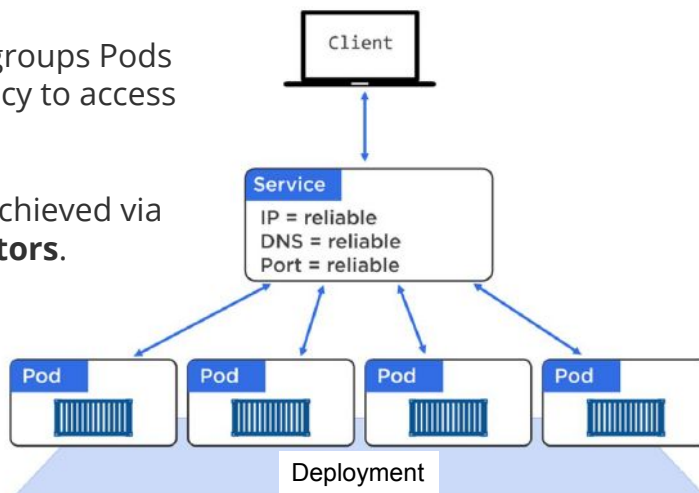 groups Pods
cy to access
chieved via
tors.
Client
Service
IP = reliable
DNS = reliable
Port = reliable
Pod
Pod
Pod
Pod
Deployment